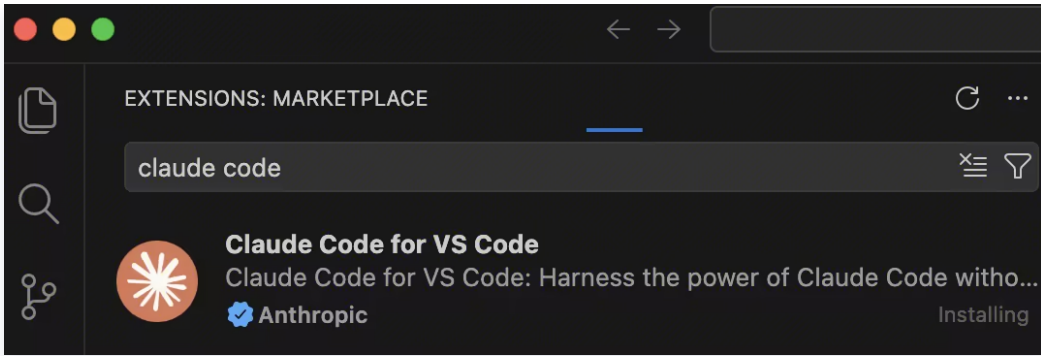 EXTENSIONS: MARKETPLACE
claude code
Claude Code for VS Code
Claude Code for VS Code: Harness the power of Claude Code witho...
Anthropic
Installing